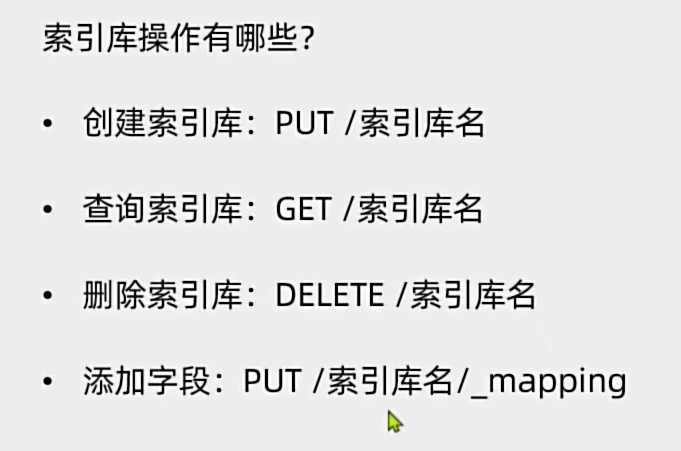 索引库操作有哪些?
• 创建索引库：PUT /索引库名
• 查询索引库：GET /索引库名
• 删除索引库：DELETE /索引库名
• 添加字段：PUT /索引库名/_mapping